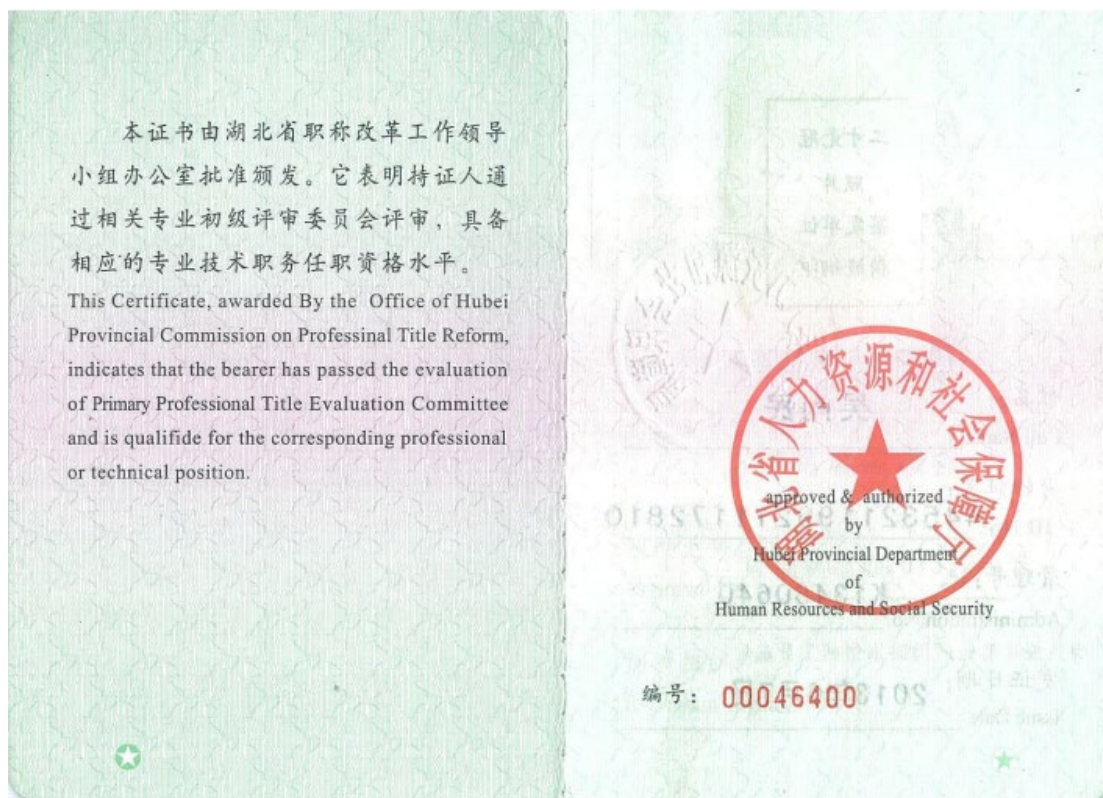 本证书由湖北省职称改革工作领导
小组办公室批准颁发。它表明持证人通
过相关专业初级评审委员会评审，具备
相应的专业技术职务任职资格水平。
This Certificate, awarded By the Office of Hubei
Provincial Commission on Professinal Title Reform,
indicates that the bearer has passed the evaluation
of Primary Professional Title Evaluation Committee
and is qualifide for the corresponding professional
or technical position.
湖北省人力资源和社会保障厅
approved & authorized
by
Hubei Provincial Department
of
Human Resources and Social Security
编号： 00046400